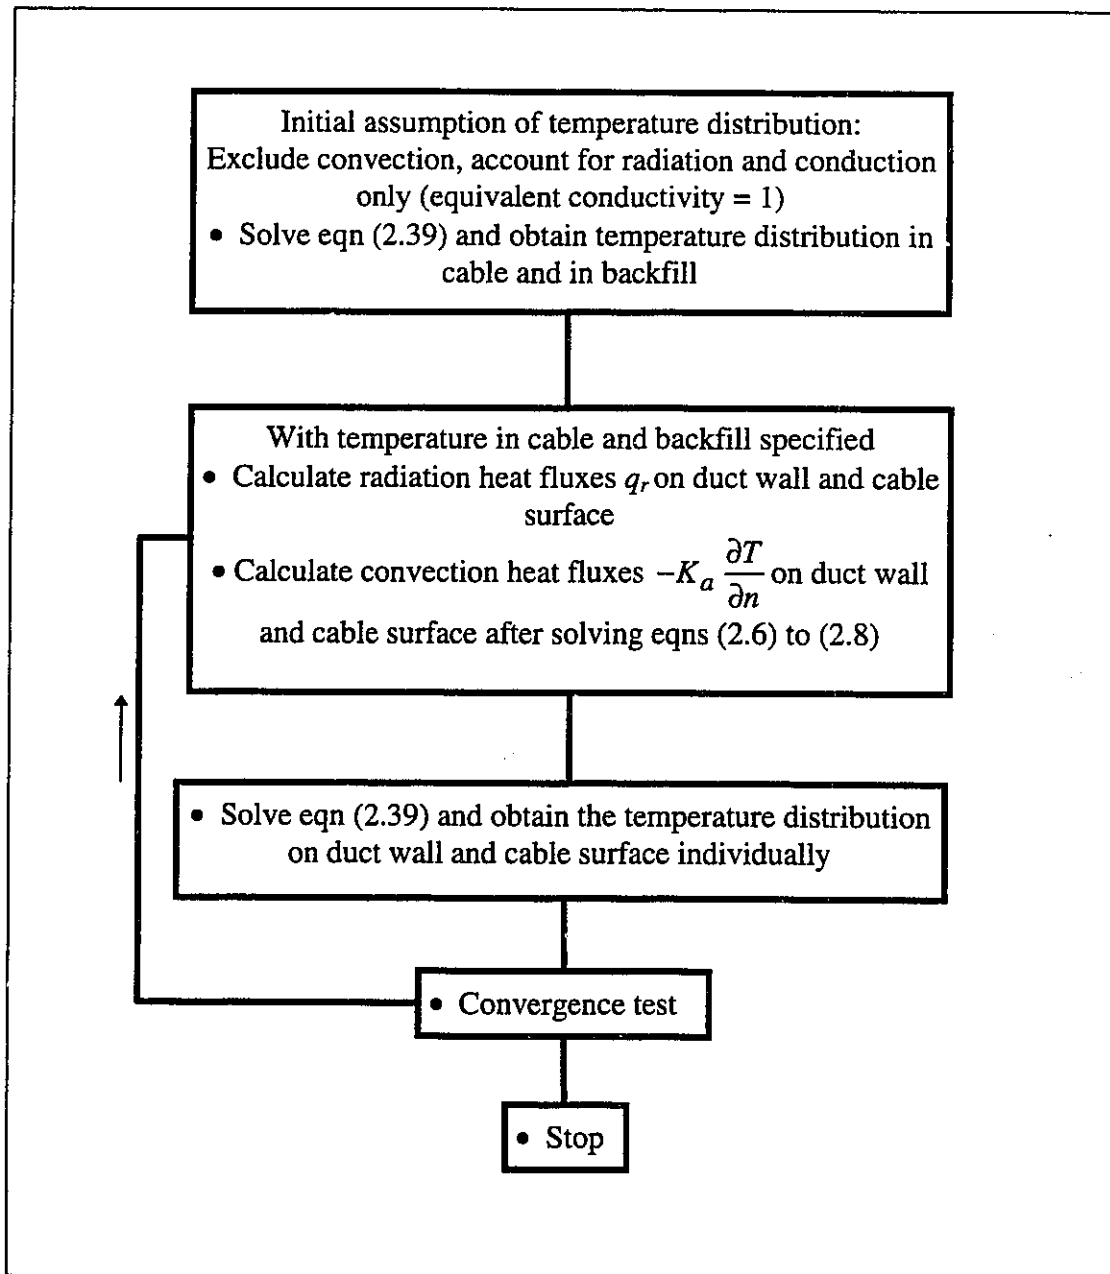 Initial assumption of temperature distribution:
Exclude convection, account for radiation and conduction
only (equivalent conductivity = 1)
• Solve eqn (2.39) and obtain temperature distribution in
cable and in backfill
With temperature in cable and backfill specified
• Calculate radiation heat fluxes qᵣ on duct wall and cable
surface
• Calculate convection heat fluxes −Kₐ ∂T/∂n on duct wall
and cable surface after solving eqns (2.6) to (2.8)
• Solve eqn (2.39) and obtain the temperature distribution
on duct wall and cable surface individually
• Convergence test
• Stop